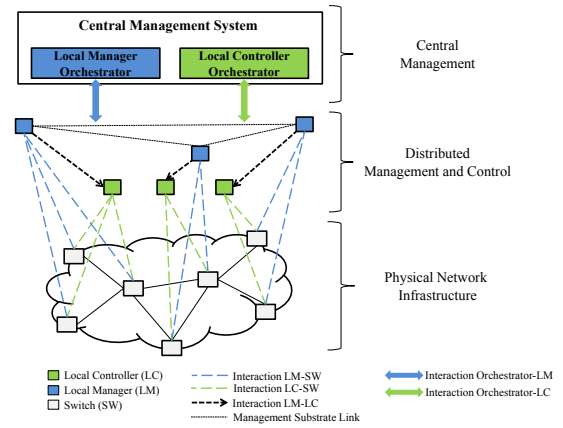 Central Management System
Local Manager
Orchestrator
Local Controller
Orchestrator
Central
Management
Distributed
Management and Control
Physical Network
Infrastructure
Local Controller (LC)
Local Manager (LM)
Switch (SW)
Interaction LM-SW
Interaction LC-SW
Interaction LM-LC
Management Substrate Link
Interaction Orchestrator-LM
Interaction Orchestrator-LC